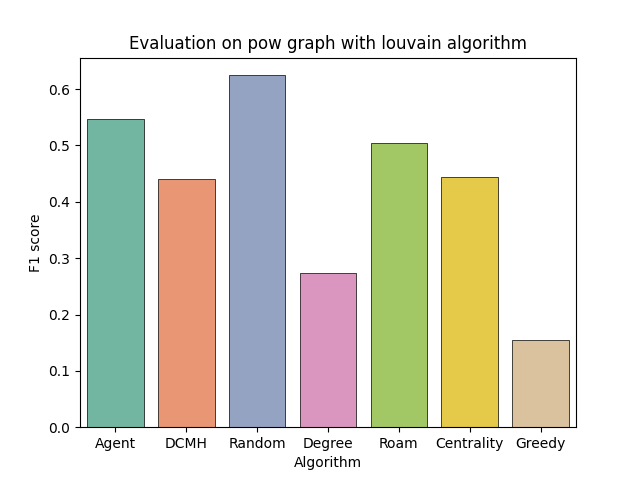 Evaluation on pow graph with louvain algorithm
F1 score
0.6
0.5
0.4
0.3
0.2
0.1
0.0
Agent DCMH Random Degree Roam Centrality Greedy
Algorithm